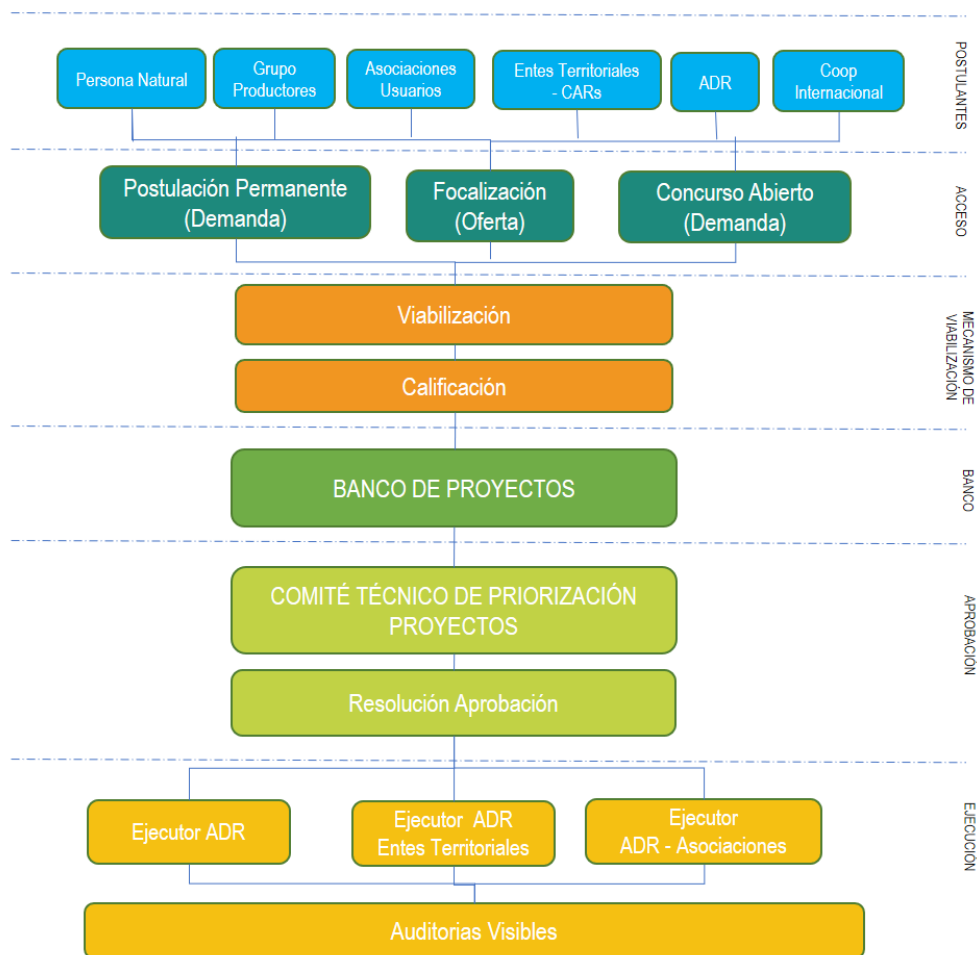 Persona Natural
Grupo
Productores
Asociaciones
Usuarios
Entes Territoriales
- CARs
ADR
Coop
Internacional
POSTULANTES
Postulación Permanente
(Demanda)
Focalización
(Oferta)
Concurso Abierto
(Demanda)
ACCESO
Viabilización
Calificación
MECANISMO DE
VIABILIZACIÓN
BANCO DE PROYECTOS
BANCO
COMITÉ TÉCNICO DE PRIORIZACIÓN
PROYECTOS
Resolución Aprobación
APROBACIÓN
Ejecutor ADR
Ejecutor ADR
Entes Territoriales
Ejecutor
ADR - Asociaciones
EJECUCIÓN
Auditorias Visibles